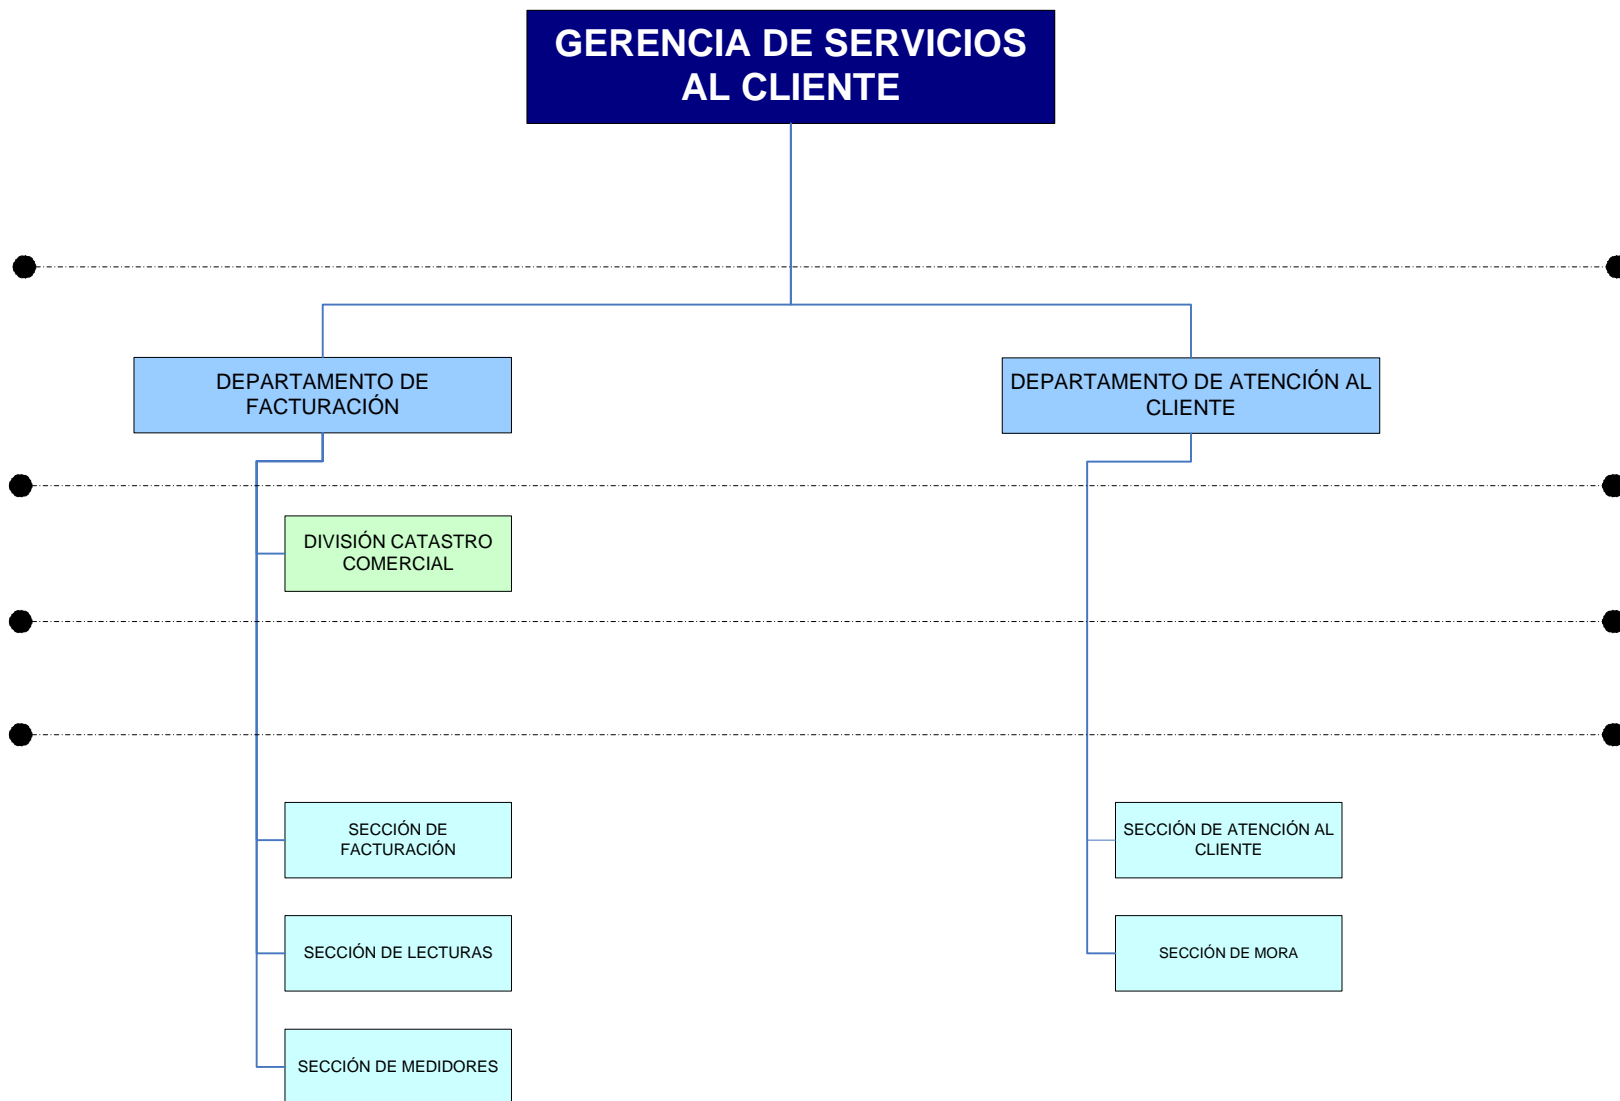 GERENCIA DE SERVICIOS
AL CLIENTE
DEPARTAMENTO DE
FACTURACIÓN
DEPARTAMENTO DE ATENCIÓN AL
CLIENTE
DIVISIÓN CATASTRO
COMERCIAL
SECCIÓN DE
FACTURACIÓN
SECCIÓN DE ATENCIÓN AL
CLIENTE
SECCIÓN DE LECTURAS
SECCIÓN DE MORA
SECCIÓN DE MEDIDORES